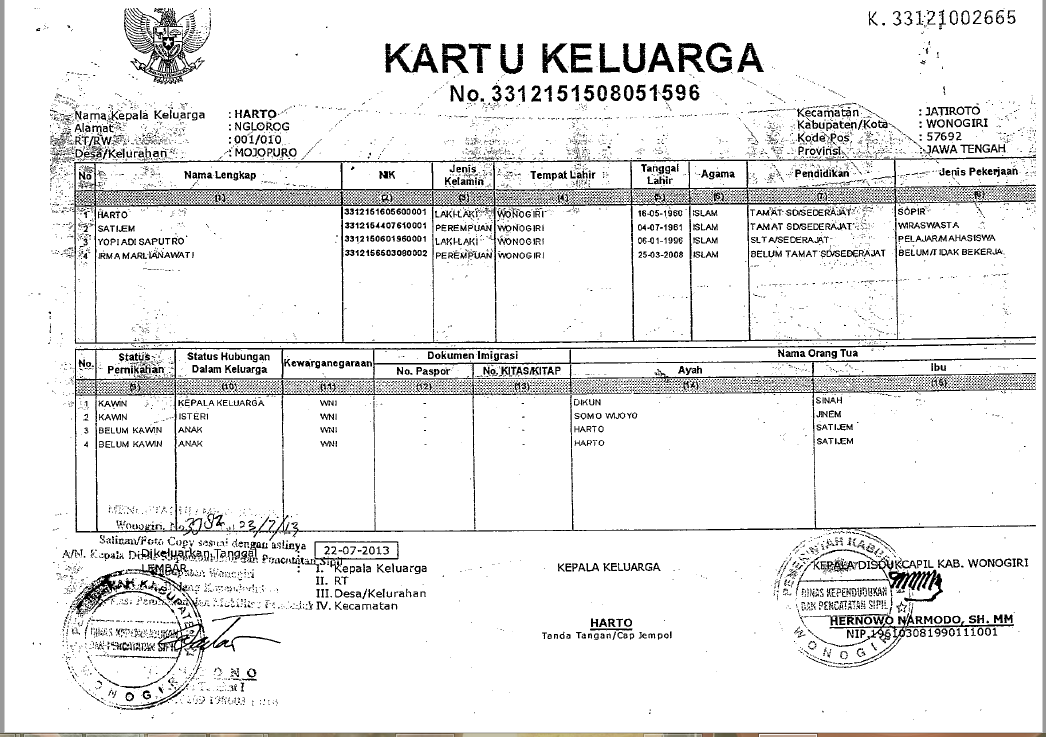 K. 33121002665
KARTU KELUARGA
No. 3312151508051596
Nama Kepala Keluarga : HARTO
Alamat : NGLOROG
RT/RW : 001/010
Desa/Kelurahan : MOJOPURO
Kecamatan : JATIROTO
Kabupaten/Kota : WONOGIRI
Kode Pos : 57692
Provinsi : JAWA TENGAH
No Nama Lengkap NIK Jenis Kelamin Tempat Lahir Tanggal Lahir Agama Pendidikan Jenis Pekerjaan
(1) (2) (3) (4) (5) (6) (7) (8)
1 HARTO 3312151605600001 LAKI-LAKI WONOGIRI 16-05-1960 ISLAM TAMAT SD/SEDERAJAT SOPIR
2 SATIJEM 3312154407610001 PEREMPUAN WONOGIRI 04-07-1961 ISLAM TAMAT SD/SEDERAJAT WIRASWASTA
3 YOPI ADI SAPUTRO 3312150601960001 LAKI-LAKI WONOGIRI 06-01-1996 ISLAM SLTA/SEDERAJAT PELAJAR/MAHASISWA
4 IRMA MARLIANAWATI 3312156503080002 PEREMPUAN WONOGIRI 25-03-2008 ISLAM BELUM TAMAT SD/SEDERAJAT BELUM/TIDAK BEKERJA
No. Status Pernikahan Status Hubungan Dalam Keluarga Kewarganegaraan Dokumen Imigrasi Nama Orang Tua
No. Paspor No. KITAS/KITAP Ayah Ibu
(9) (10) (11) (12) (13) (14) (15)
1 KAWIN KEPALA KELUARGA WNI - - DIKUN SINAH
2 KAWIN ISTERI WNI - - SOMO WIJOYO JINEM
3 BELUM KAWIN ANAK WNI - - HARTO SATIJEM
4 BELUM KAWIN ANAK WNI - - HARTO SATIJEM
Wonogiri, 23/7/13
Salinan/Foto Copy sesuai dengan aslinya
A/N. Kepala Dinas Kependudukan dan Pencatatan Sipil
Dikeluarkan Tanggal : 22-07-2013
LEMBAR : I. Kepala Keluarga
II. RT
III. Desa/Kelurahan
IV. Kecamatan
KEPALA KELUARGA
HARTO
Tanda Tangan/Cap Jempol
KEPALA DISDUKCAPIL KAB. WONOGIRI
PEMERINTAH KABUPATEN
DINAS KEPENDUDUKAN
DAN PENCATATAN SIPIL
WONOGIRI
HERNOWO NARMODO, SH. MM
NIP.196103081990111001
DINAS KEPENDUDUKAN
DAN PENCATATAN SIPIL
WONOGIRI